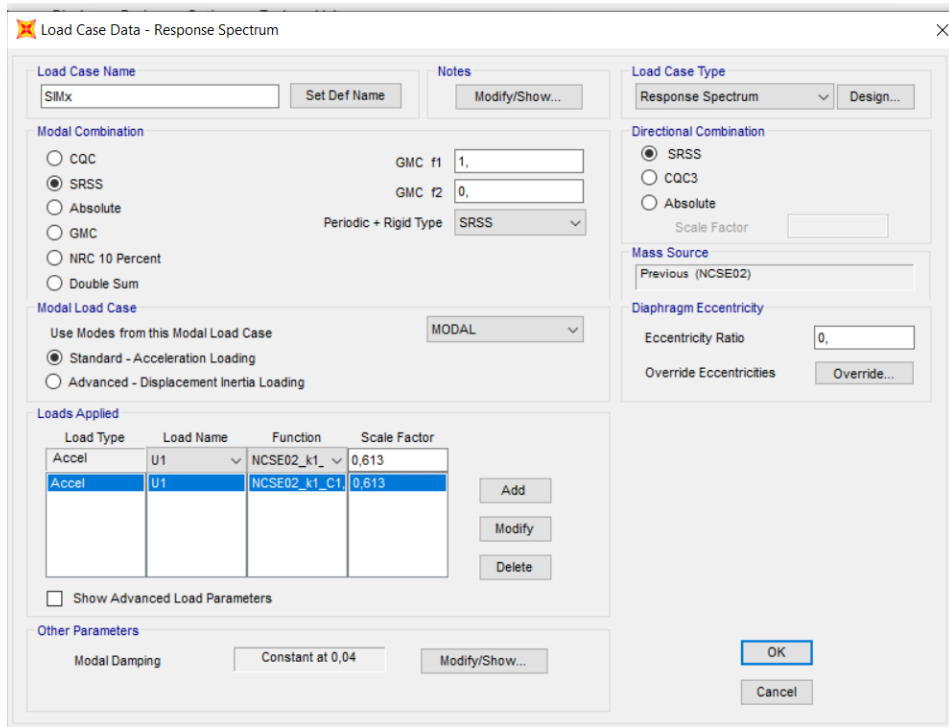 Load Case Data - Response Spectrum
Load Case Name
SIMx
Set Def Name
Notes
Modify/Show...
Load Case Type
Response Spectrum
Design...
Modal Combination
CQC
SRSS
Absolute
GMC
NRC 10 Percent
Double Sum
GMC f1 1,
GMC f2 0,
Periodic + Rigid Type SRSS
Directional Combination
SRSS
CQC3
Absolute
Scale Factor
Mass Source
Previous (NCSE02)
Modal Load Case
Use Modes from this Modal Load Case MODAL
Standard - Acceleration Loading
Advanced - Displacement Inertia Loading
Diaphragm Eccentricity
Eccentricity Ratio 0,
Override Eccentricities Override...
Loads Applied
Load Type Load Name Function Scale Factor
Accel U1 NCSE02_k1_ 0,613
Accel U1 NCSE02_k1_C1, 0,613
Add
Modify
Delete
Show Advanced Load Parameters
Other Parameters
Modal Damping Constant at 0,04 Modify/Show...
OK
Cancel